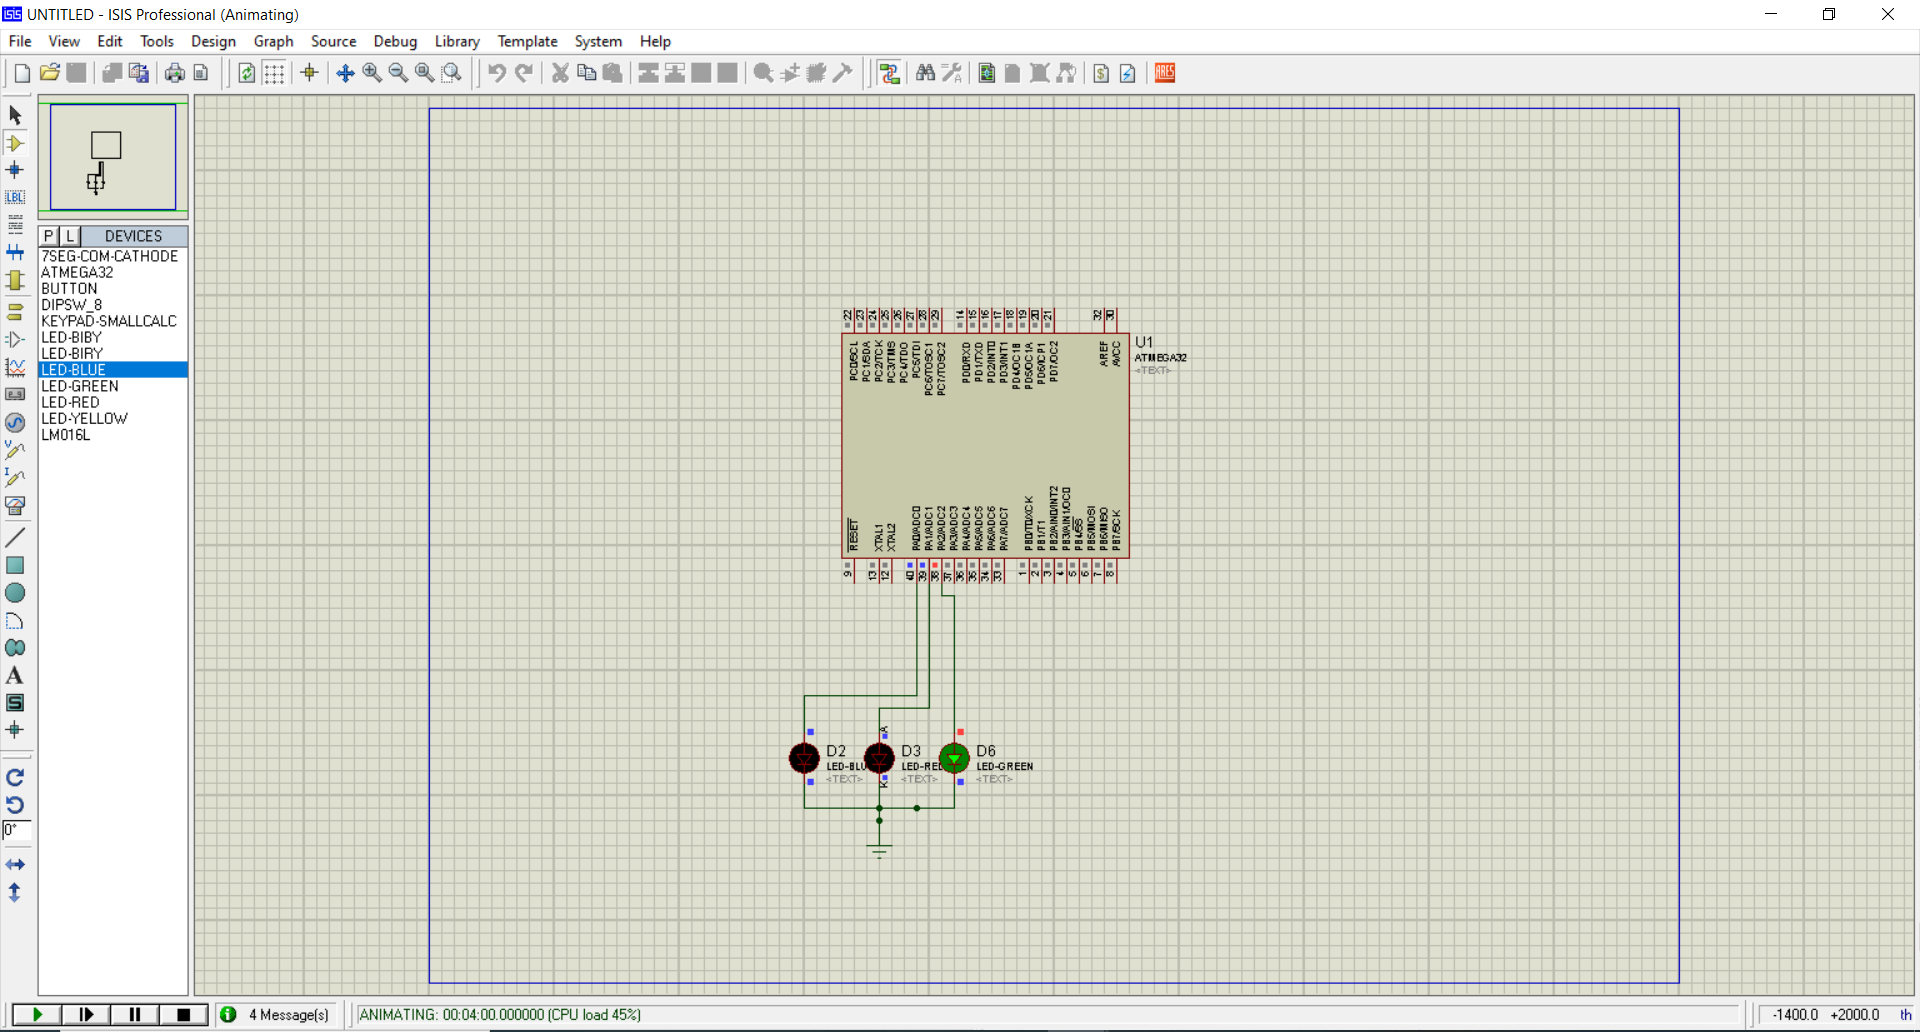 UNTITLED - ISIS Professional (Animating)
File View Edit Tools Design Graph Source Debug Library Template System Help
ARES
LBL
P L DEVICES
7SEG-COM-CATHODE
ATMEGA32
BUTTON
DIPSW_8
KEYPAD-SMALLCALC
LED-BIBY
LED-BIRY
LED-BLUE
LED-GREEN
LED-RED
LED-YELLOW
LM016L
0°
22 23 24 25 26 27 28 29 14 15 16 17 18 19 20 21 32 30
PC0/SCL
PC1/SDA
PC2/TCK
PC3/TMS
PC4/TDO
PC5/TDI
PC6/TOSC1
PC7/TOSC2
PD0/RXD
PD1/TXD
PD2/INT0
PD3/INT1
PD4/OC1B
PD5/OC1A
PD6/ICP1
PD7/OC2
AREF
AVCC
U1
ATMEGA32
<TEXT>
RESET
XTAL1
XTAL2
PA0/ADC0
PA1/ADC1
PA2/ADC2
PA3/ADC3
PA4/ADC4
PA5/ADC5
PA6/ADC6
PA7/ADC7
PB0/T0/XCK
PB1/T1
PB2/AIN0/INT2
PB3/AIN1/OC0
PB4/SS
PB5/MOSI
PB6/MISO
PB7/SCK
9 13 12 40 39 38 37 36 35 34 33 1 2 3 4 5 6 7 8
A
D2 D3 D6
LED-BLU LED-RED LED-GREEN
<TEXT> <TEXT> <TEXT>
K
4 Message(s) ANIMATING: 00:04:00.000000 (CPU load 45%) -1400.0 +2000.0 th